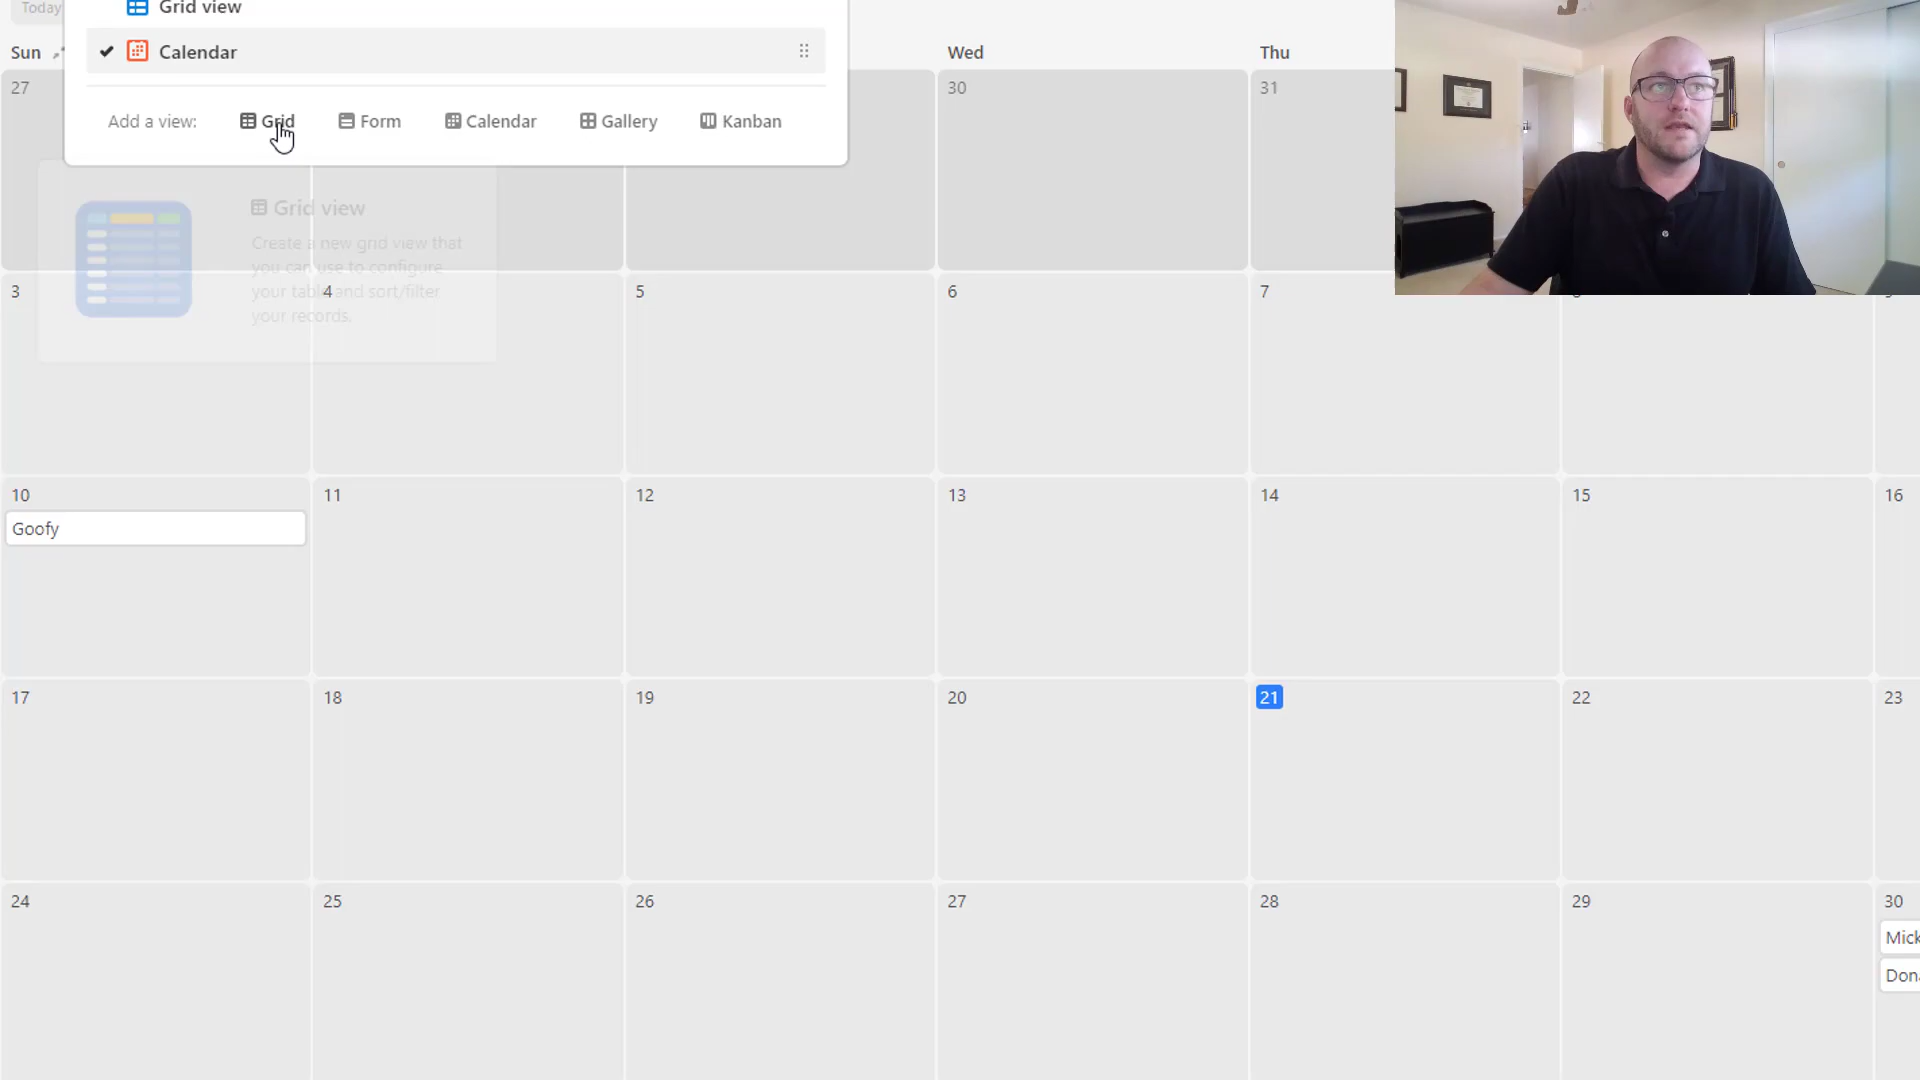 Today
Grid view
Sun
Calendar
Wed
Thu
27
30
31
Add a view:
Grid
Form
Calendar
Gallery
Kanban
Grid view
Create a new grid view that
you can use to configure
your table and sort/filter
your records.
3
4
5
6
7
10
11
12
13
14
15
16
Goofy
17
18
19
20
21
22
23
24
25
26
27
28
29
30
Mick
Don